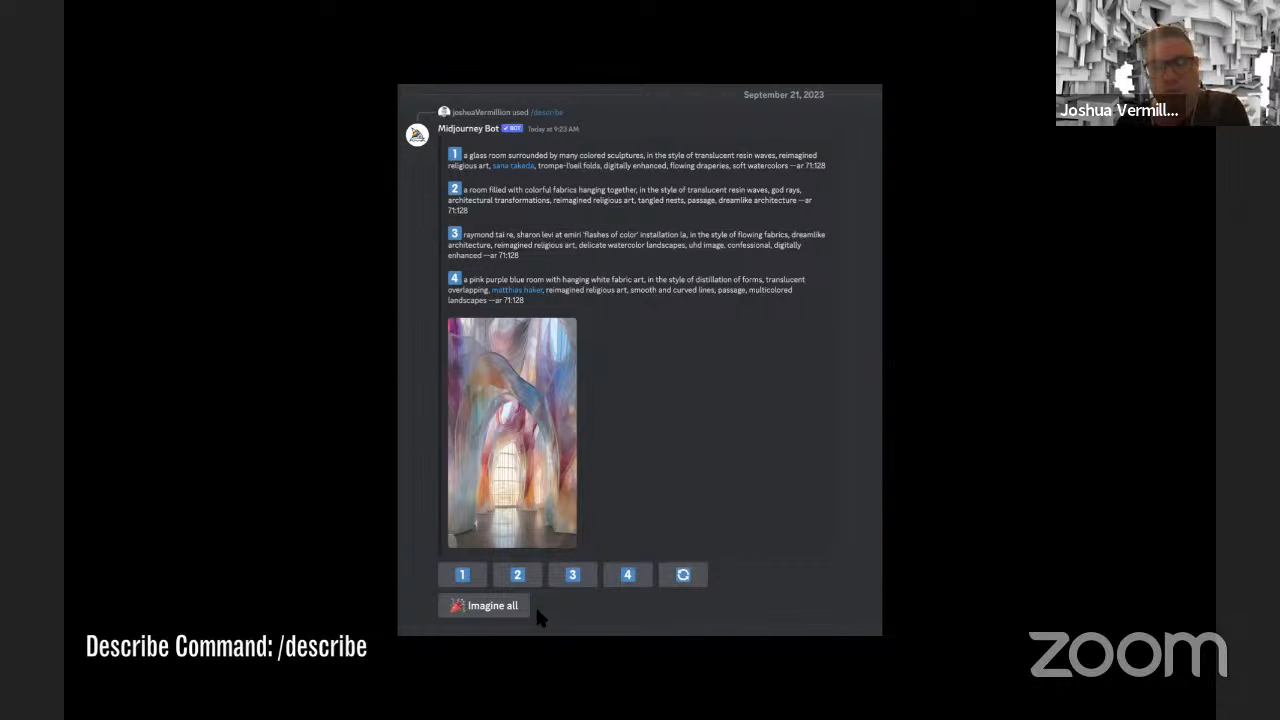 Joshua Vermill...
September 21, 2023
joshuaVermillion used /describe
Midjourney Bot ✓ BOT Today at 9:23 AM
1 a glass room surrounded by many colored sculptures, in the style of translucent resin waves, reimagined
religious art, sana takeda, trompe-l'oeil folds, digitally enhanced, flowing draperies, soft watercolors --ar 71:128
2 a room filled with colorful fabrics hanging together, in the style of translucent resin waves, god rays,
architectural transformations, reimagined religious art, tangled nests, passage, dreamlike architecture --ar
71:128
3 raymond tai re, sharon levi at emiri 'flashes of color' installation la, in the style of flowing fabrics, dreamlike
architecture, reimagined religious art, delicate watercolor landscapes, uhd image, confessional, digitally
enhanced --ar 71:128
4 a pink purple blue room with hanging white fabric art, in the style of distillation of forms, translucent
overlapping, matthias haker, reimagined religious art, smooth and curved lines, passage, multicolored
landscapes --ar 71:128
1 2 3 4
Imagine all
Describe Command: /describe
zoom